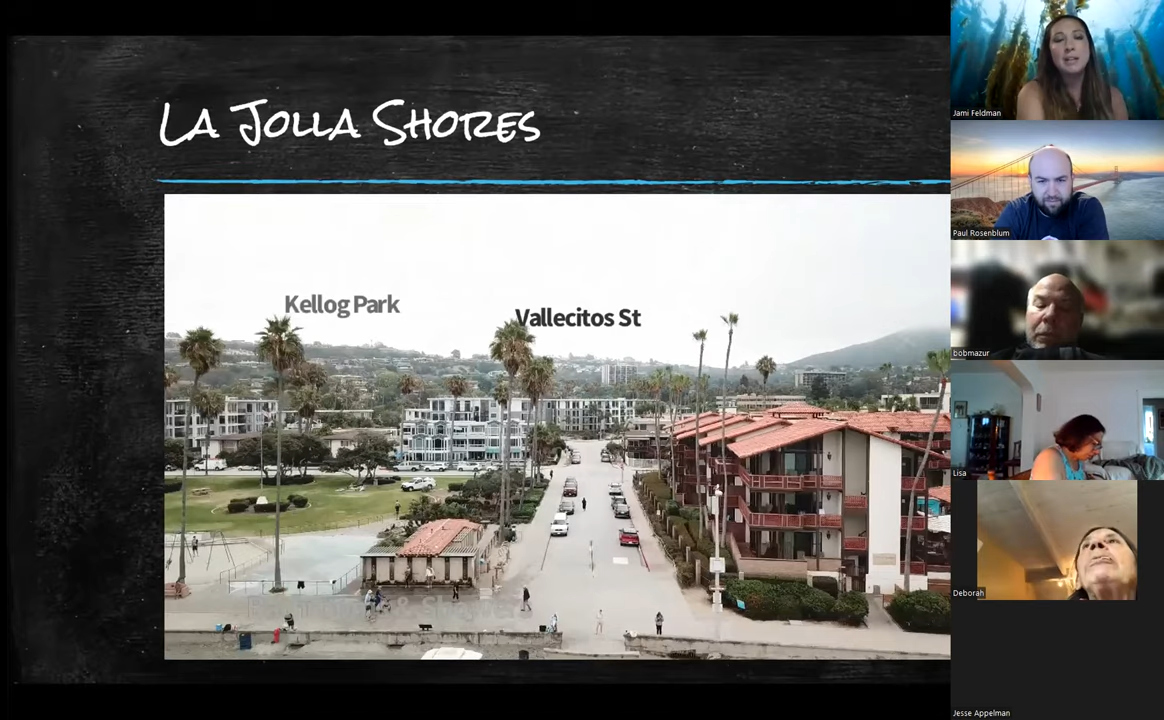 La Jolla Shores
Kellog Park
Vallecitos St
Jami Feldman
Paul Rosenblum
bobmazur
Lisa
Deborah
Jesse Appelman